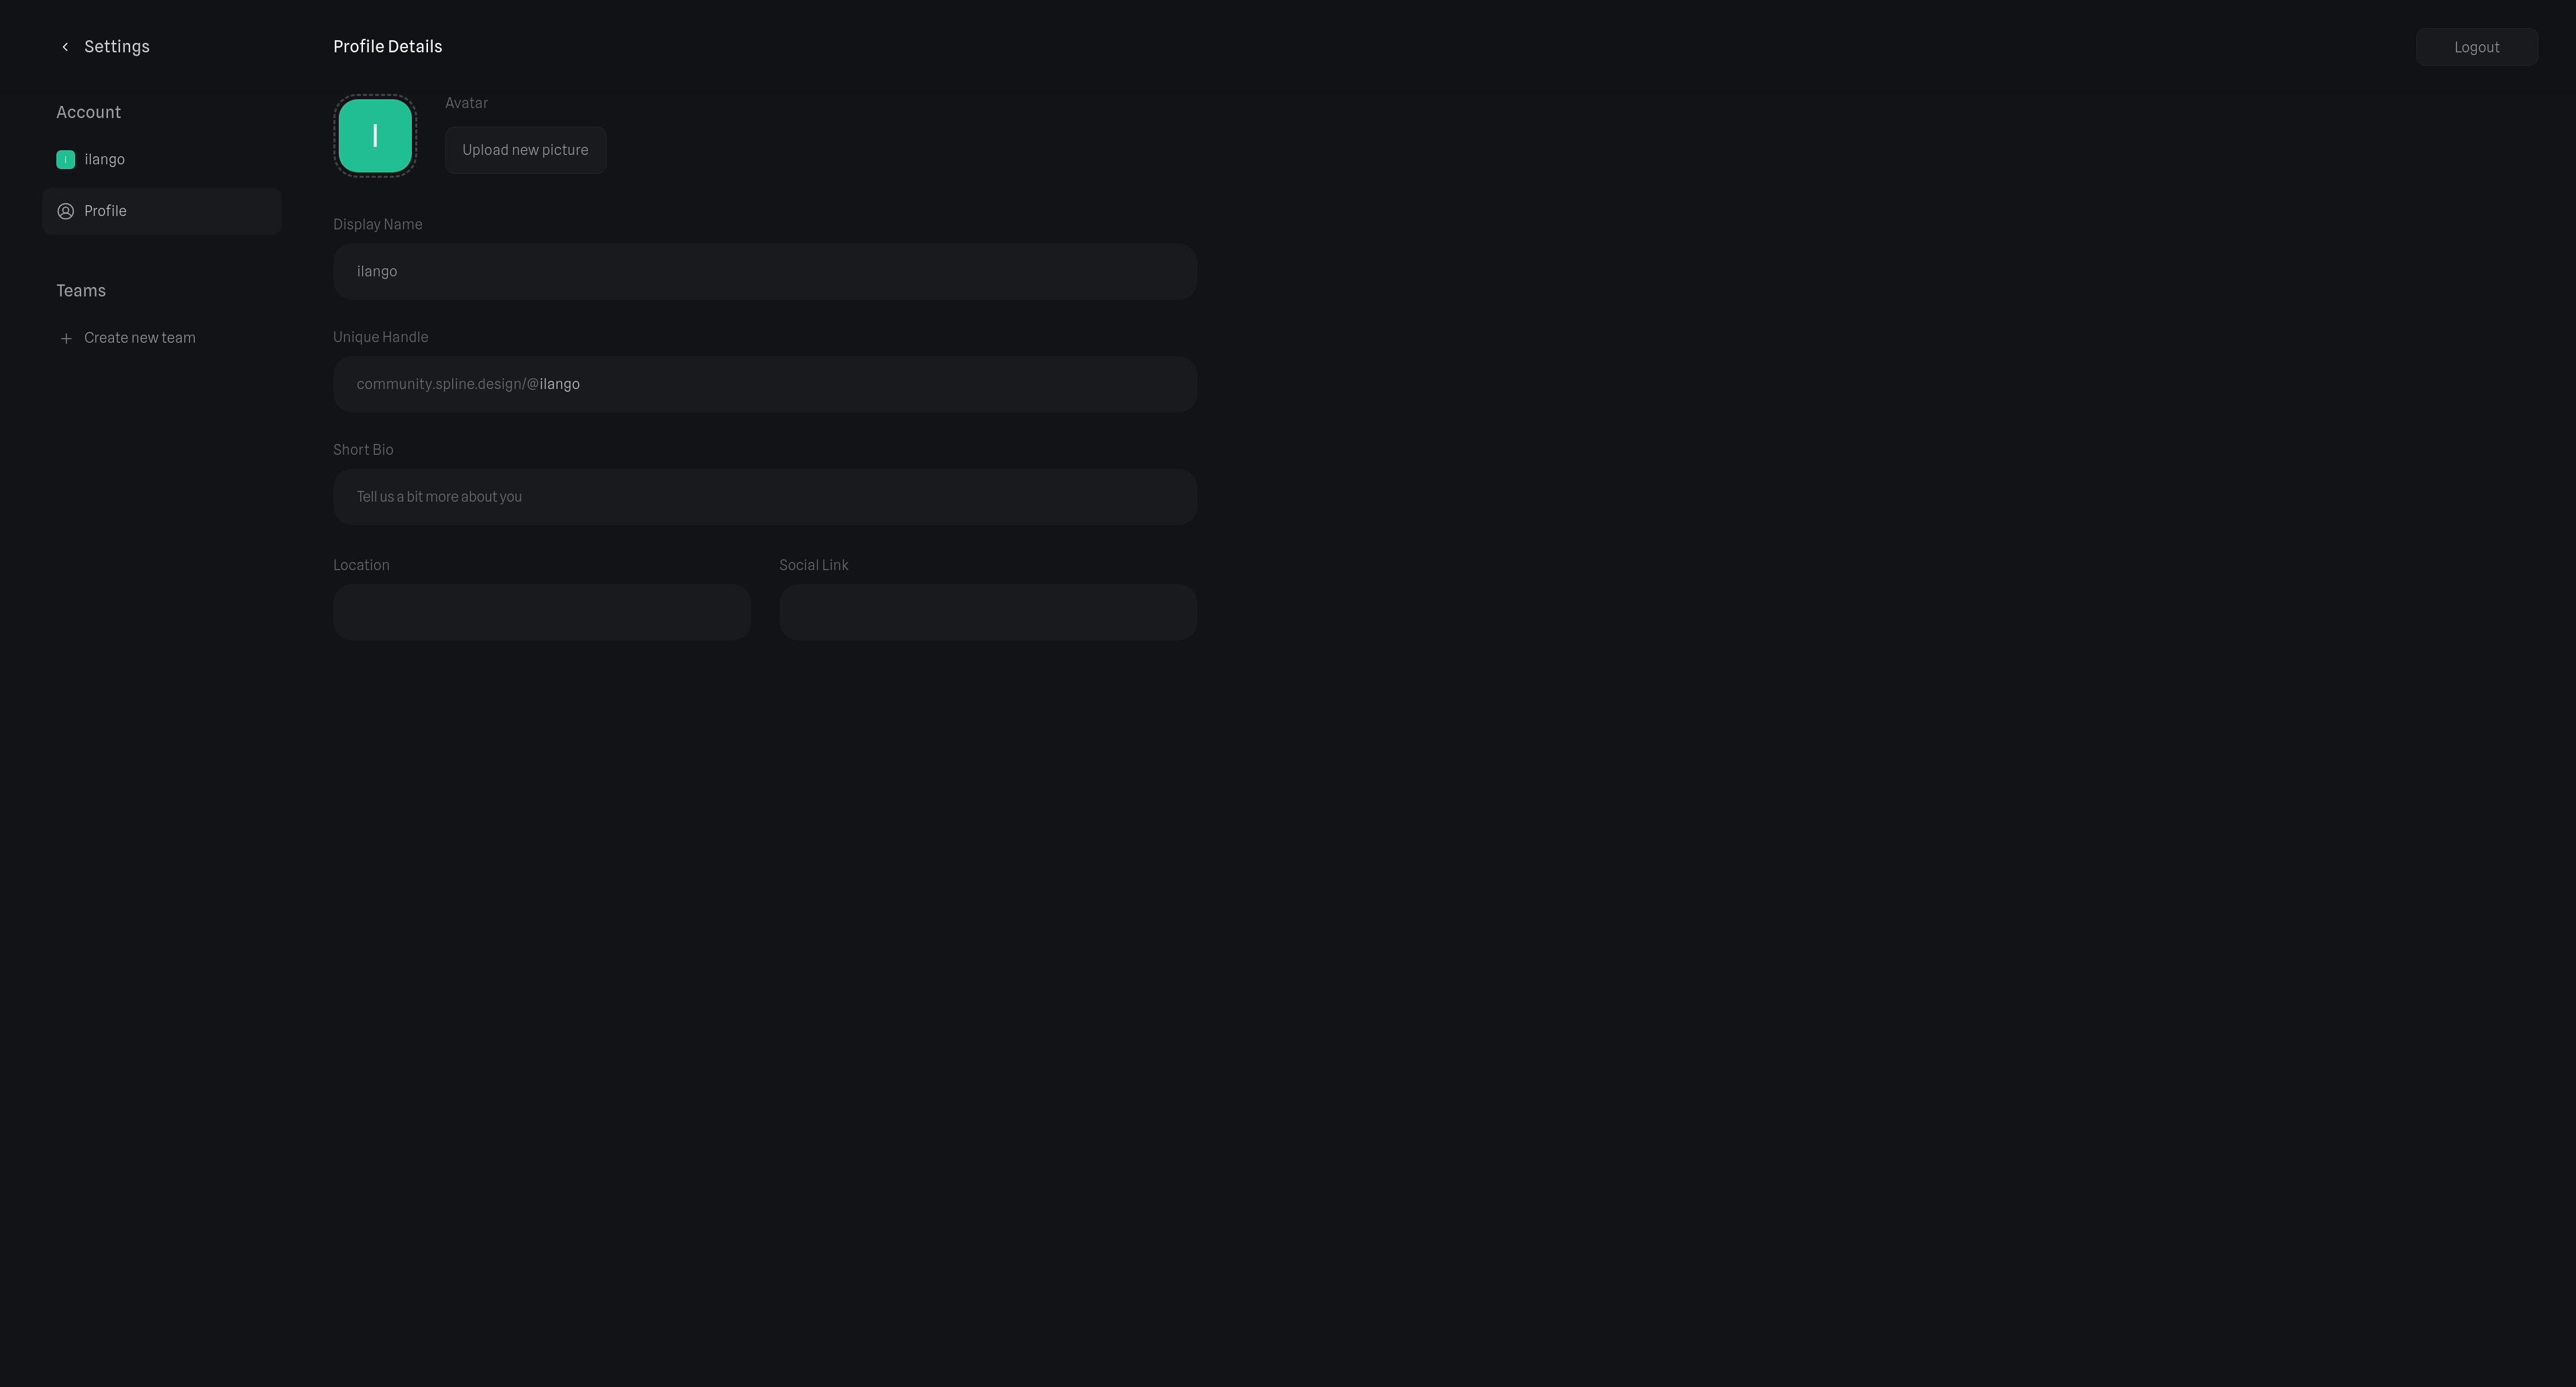 Settings
Profile Details
Logout
Account
I
ilango
Profile
Teams
Create new team
I
Avatar
Upload new picture
Display Name
ilango
Unique Handle
community.spline.design/@ilango
Short Bio
Tell us a bit more about you
Location
Social Link